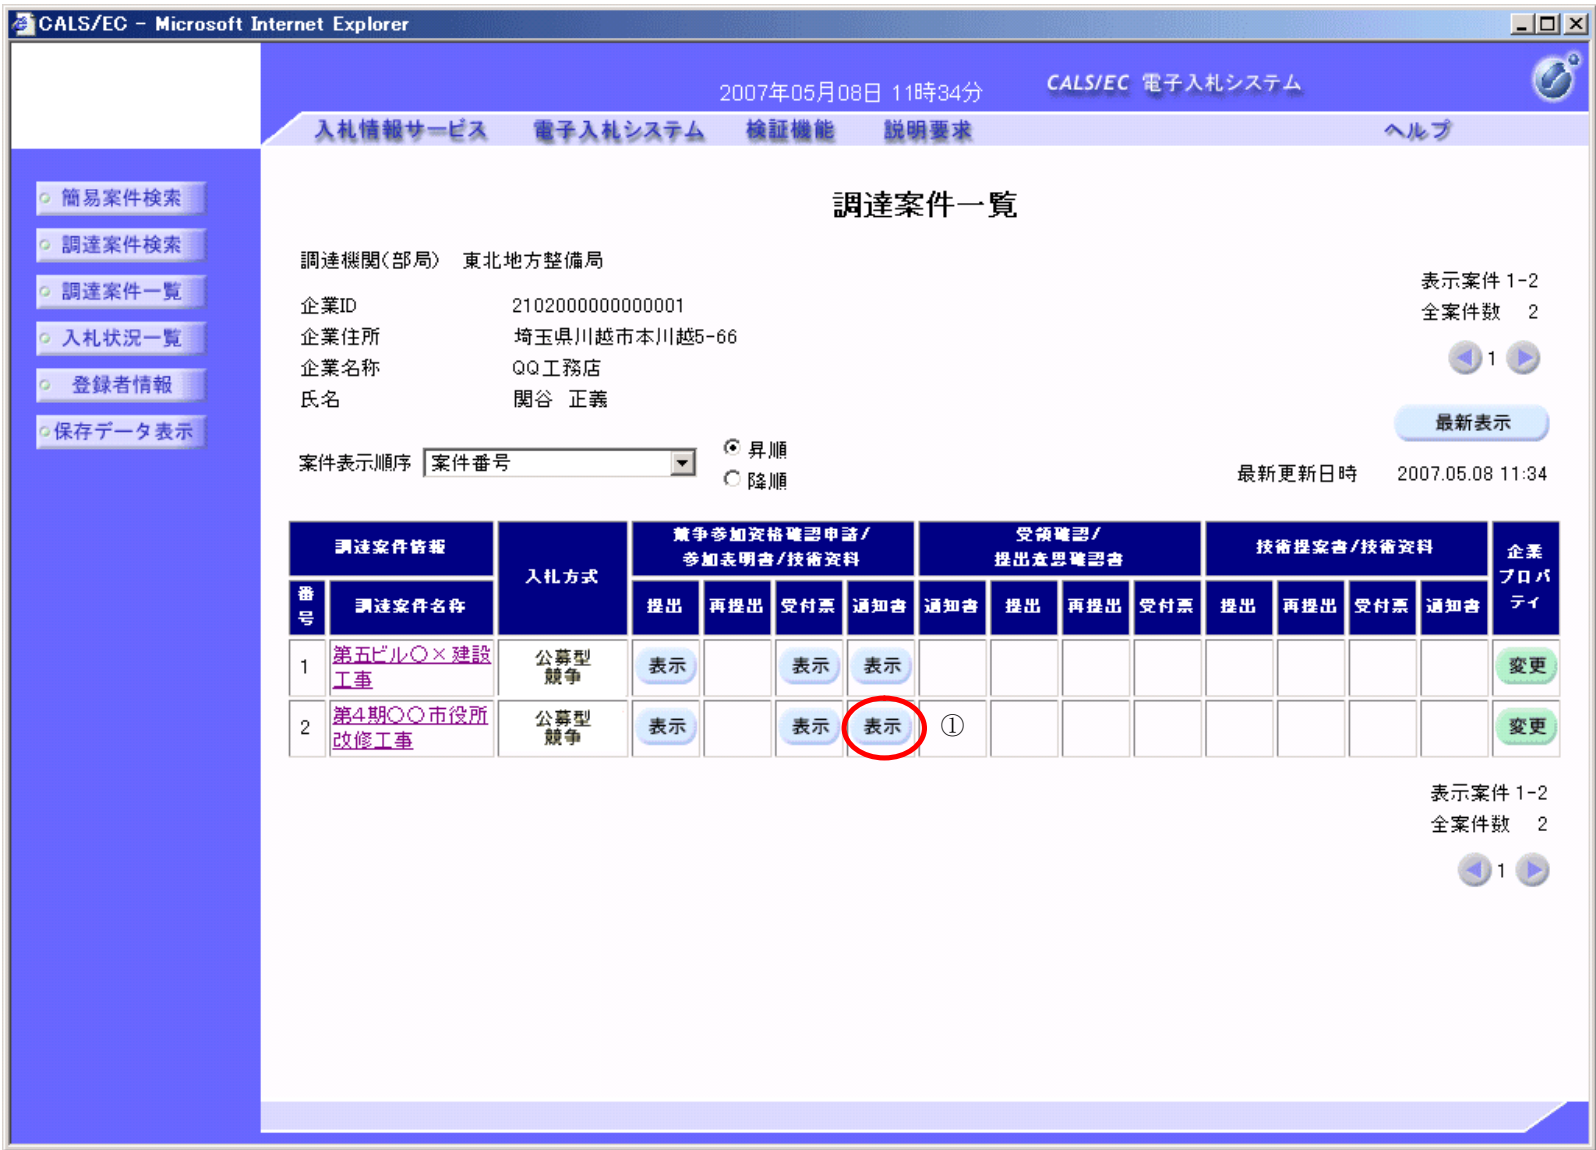 CALS/EC - Microsoft Internet Explorer
2007年05月08日 11時34分
CALS/EC 電子入札システム
入札情報サービス 電子入札システム 検証機能 説明要求 ヘルプ
簡易案件検索
調達案件検索
調達案件一覧
入札状況一覧
登録者情報
保存データ表示
調達案件一覧
調達機関(部局) 東北地方整備局
企業ID 2102000000000001
企業住所 埼玉県川越市本川越5-66
企業名称 QQ工務店
氏名 関谷 正義
表示案件 1-2
全案件数 2
1
最新表示
案件表示順序 案件番号
昇順
降順
最新更新日時 2007.05.08 11:34
調達案件情報 入札方式 競争参加資格確認申請/参加表明書/技術資料 受領確認/提出意思確認書 技術提案書/技術資料 企業プロパティ
番号 調達案件名称 提出 再提出 受付票 通知書 通知書 提出 再提出 受付票 提出 再提出 受付票 通知書
1 第五ビル○×建設工事 公募型競争 表示 表示 表示 変更
2 第4期○○市役所改修工事 公募型競争 表示 表示 表示 ① 変更
表示案件 1-2
全案件数 2
1